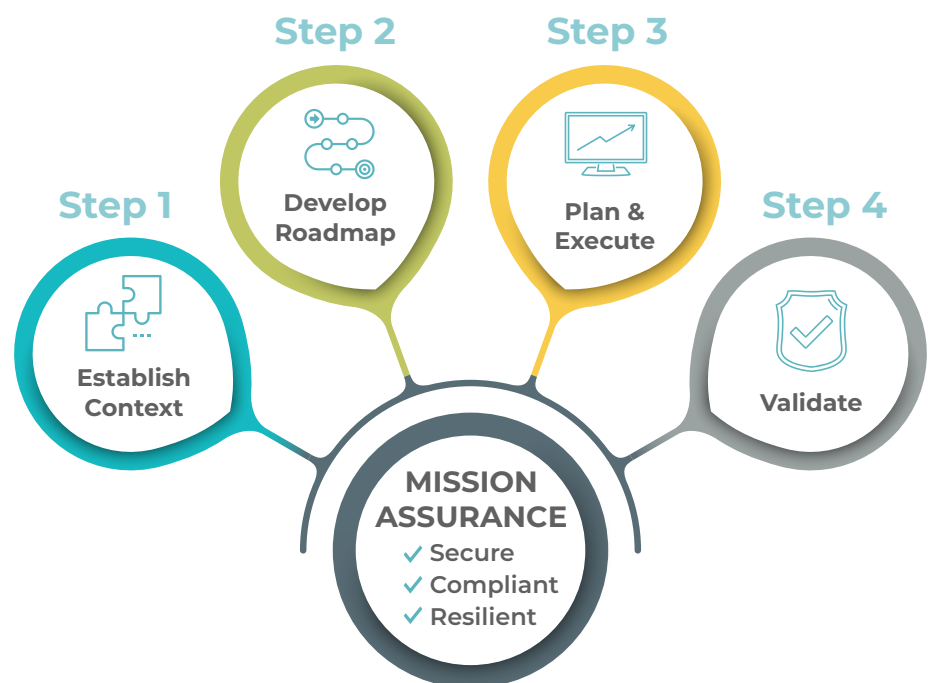 Step 1
Establish
Context
Step 2
Develop
Roadmap
Step 3
Plan &
Execute
Step 4
Validate
MISSION
ASSURANCE
Secure
Compliant
Resilient